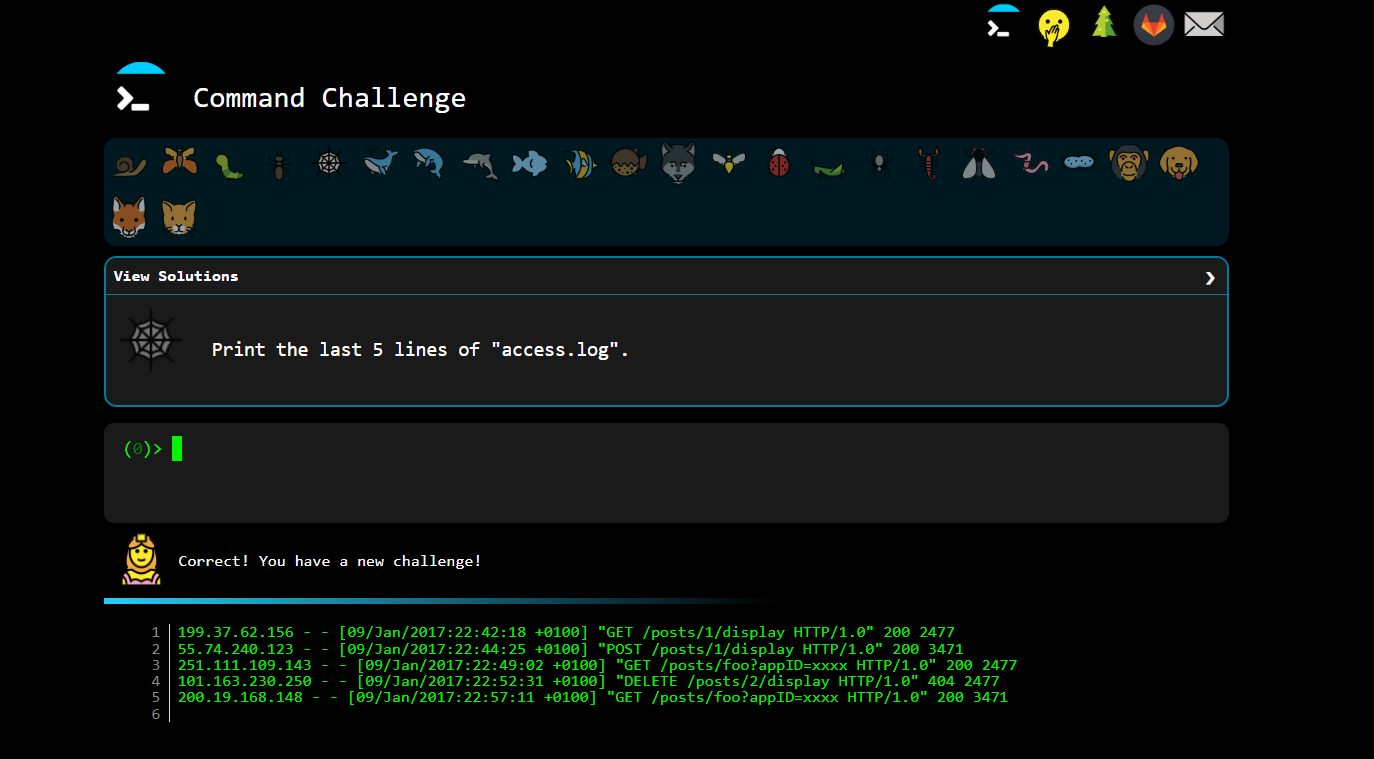 Command Challenge
View Solutions
Print the last 5 lines of "access.log".
(0)>
Correct! You have a new challenge!
1 199.37.62.156 - - [09/Jan/2017:22:42:18 +0100] "GET /posts/1/display HTTP/1.0" 200 2477
2 55.74.240.123 - - [09/Jan/2017:22:44:25 +0100] "POST /posts/1/display HTTP/1.0" 200 3471
3 251.111.109.143 - - [09/Jan/2017:22:49:02 +0100] "GET /posts/foo?appID=xxxx HTTP/1.0" 200 2477
4 101.163.230.250 - - [09/Jan/2017:22:52:31 +0100] "DELETE /posts/2/display HTTP/1.0" 404 2477
5 200.19.168.148 - - [09/Jan/2017:22:57:11 +0100] "GET /posts/foo?appID=xxxx HTTP/1.0" 200 3471
6